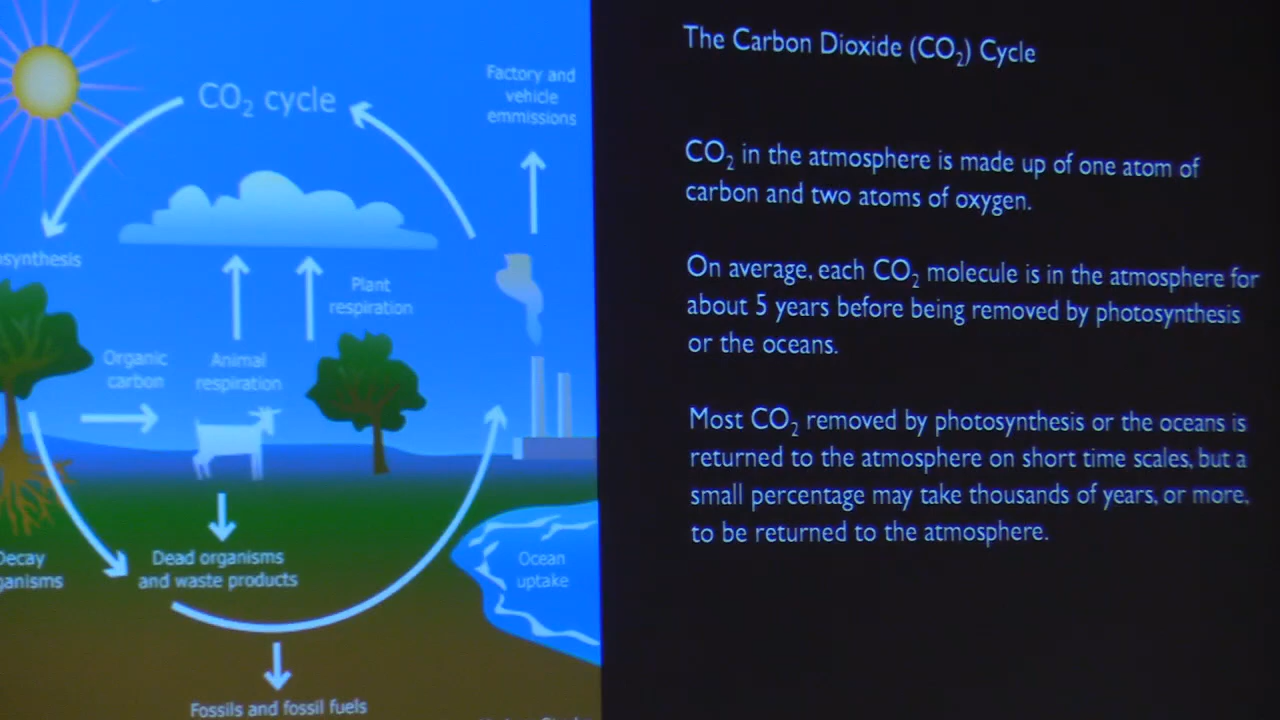 CO₂ cycle
Factory and
vehicle
emmissions
osynthesis
Plant
respiration
Organic
carbon
Animal
respiration
Decay
ganisms
Dead organisms
and waste products
Ocean
uptake
Fossils and fossil fuels
The Carbon Dioxide (CO₂) Cycle
CO₂ in the atmosphere is made up of one atom of
carbon and two atoms of oxygen.
On average, each CO₂ molecule is in the atmosphere for
about 5 years before being removed by photosynthesis
or the oceans.
Most CO₂ removed by photosynthesis or the oceans is
returned to the atmosphere on short time scales, but a
small percentage may take thousands of years, or more,
to be returned to the atmosphere.